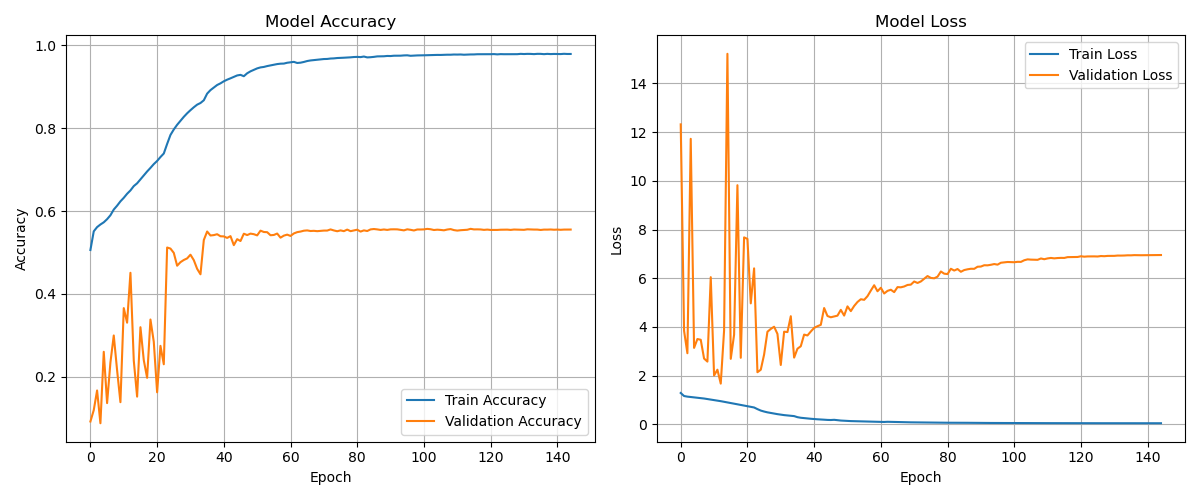 Model Accuracy
1.0
0.8
0.6
0.4
0.2
Accuracy
0 20 40 60 80 100 120 140
Epoch
Train Accuracy
Validation Accuracy
Model Loss
14
12
10
8
6
4
2
0
Loss
0 20 40 60 80 100 120 140
Epoch
Train Loss
Validation Loss